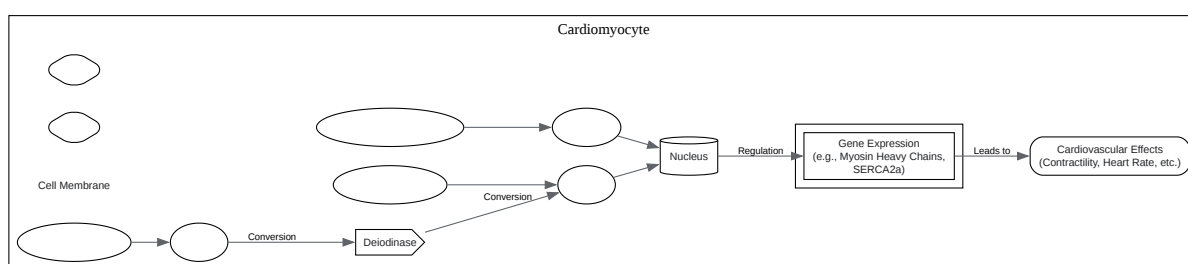 Cardiomyocyte
Cell Membrane
Conversion
Deiodinase
Conversion
Nucleus
Regulation
Gene Expression
(e.g., Myosin Heavy Chains,
SERCA2a)
Leads to
Cardiovascular Effects
(Contractility, Heart Rate, etc.)